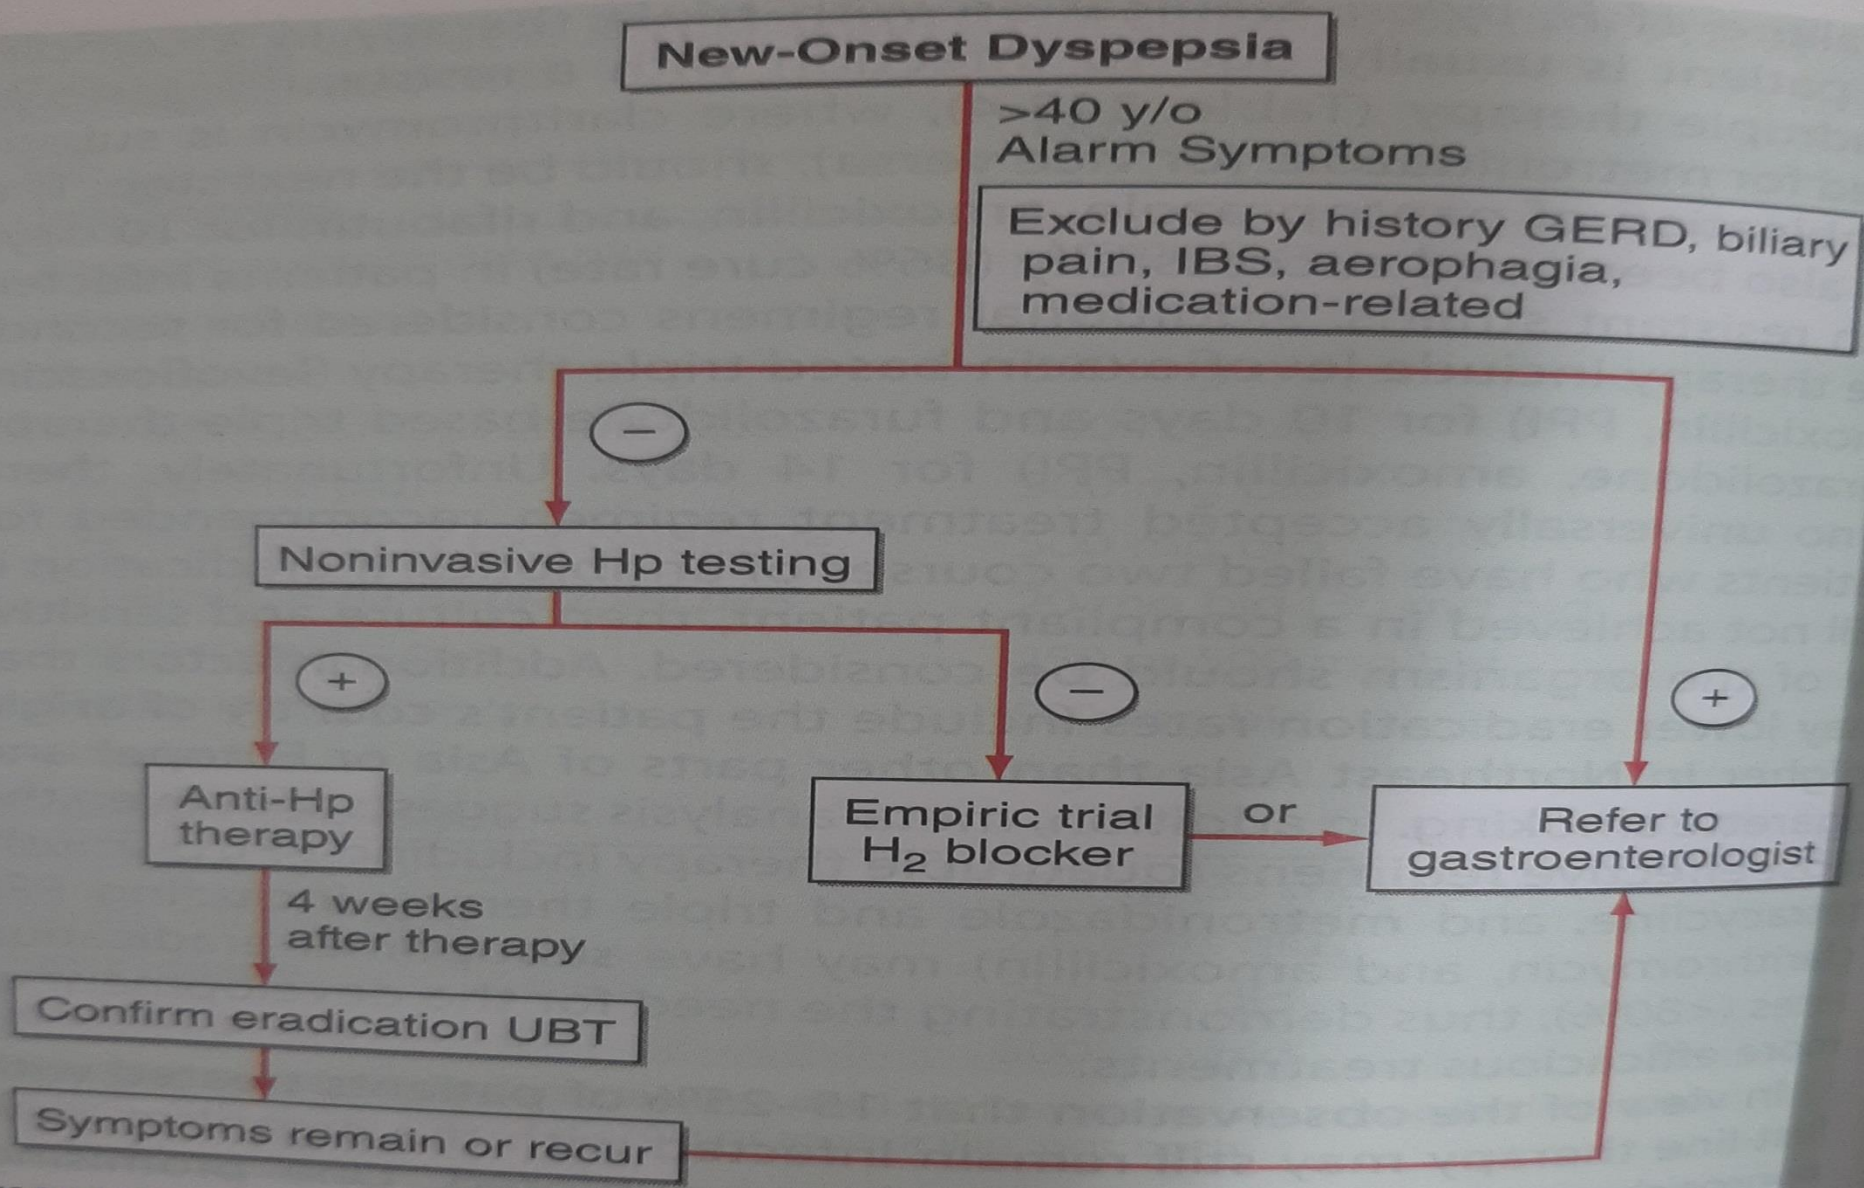 New-Onset Dyspepsia
>40 y/o
Alarm Symptoms
Exclude by history GERD, biliary
pain, IBS, aerophagia,
medication-related
−
Noninvasive Hp testing
+
−
+
Anti-Hp
therapy
Empiric trial
H₂ blocker
or
Refer to
gastroenterologist
4 weeks
after therapy
Confirm eradication UBT
Symptoms remain or recur